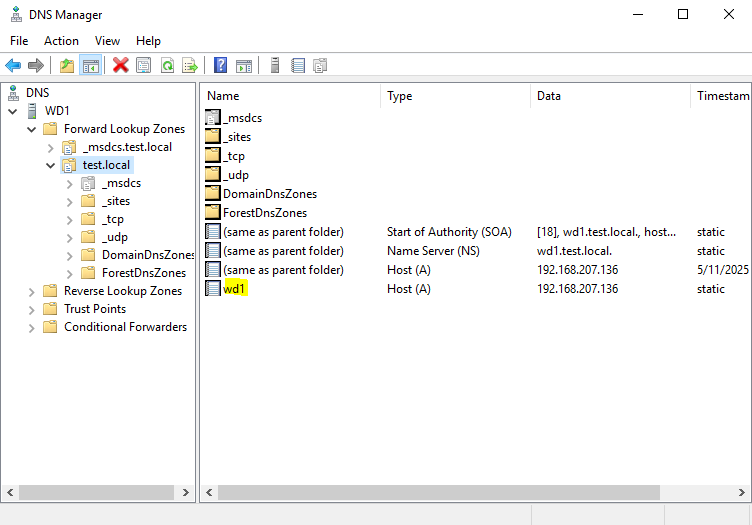 DNS Manager
File Action View Help
DNS
WD1
Forward Lookup Zones
_msdcs.test.local
test.local
_msdcs
_sites
_tcp
_udp
DomainDnsZones
ForestDnsZones
Reverse Lookup Zones
Trust Points
Conditional Forwarders
Name Type Data Timestam
_msdcs
_sites
_tcp
_udp
DomainDnsZones
ForestDnsZones
(same as parent folder) Start of Authority (SOA) [18], wd1.test.local., host... static
(same as parent folder) Name Server (NS) wd1.test.local. static
(same as parent folder) Host (A) 192.168.207.136 5/11/2025
wd1 Host (A) 192.168.207.136 static